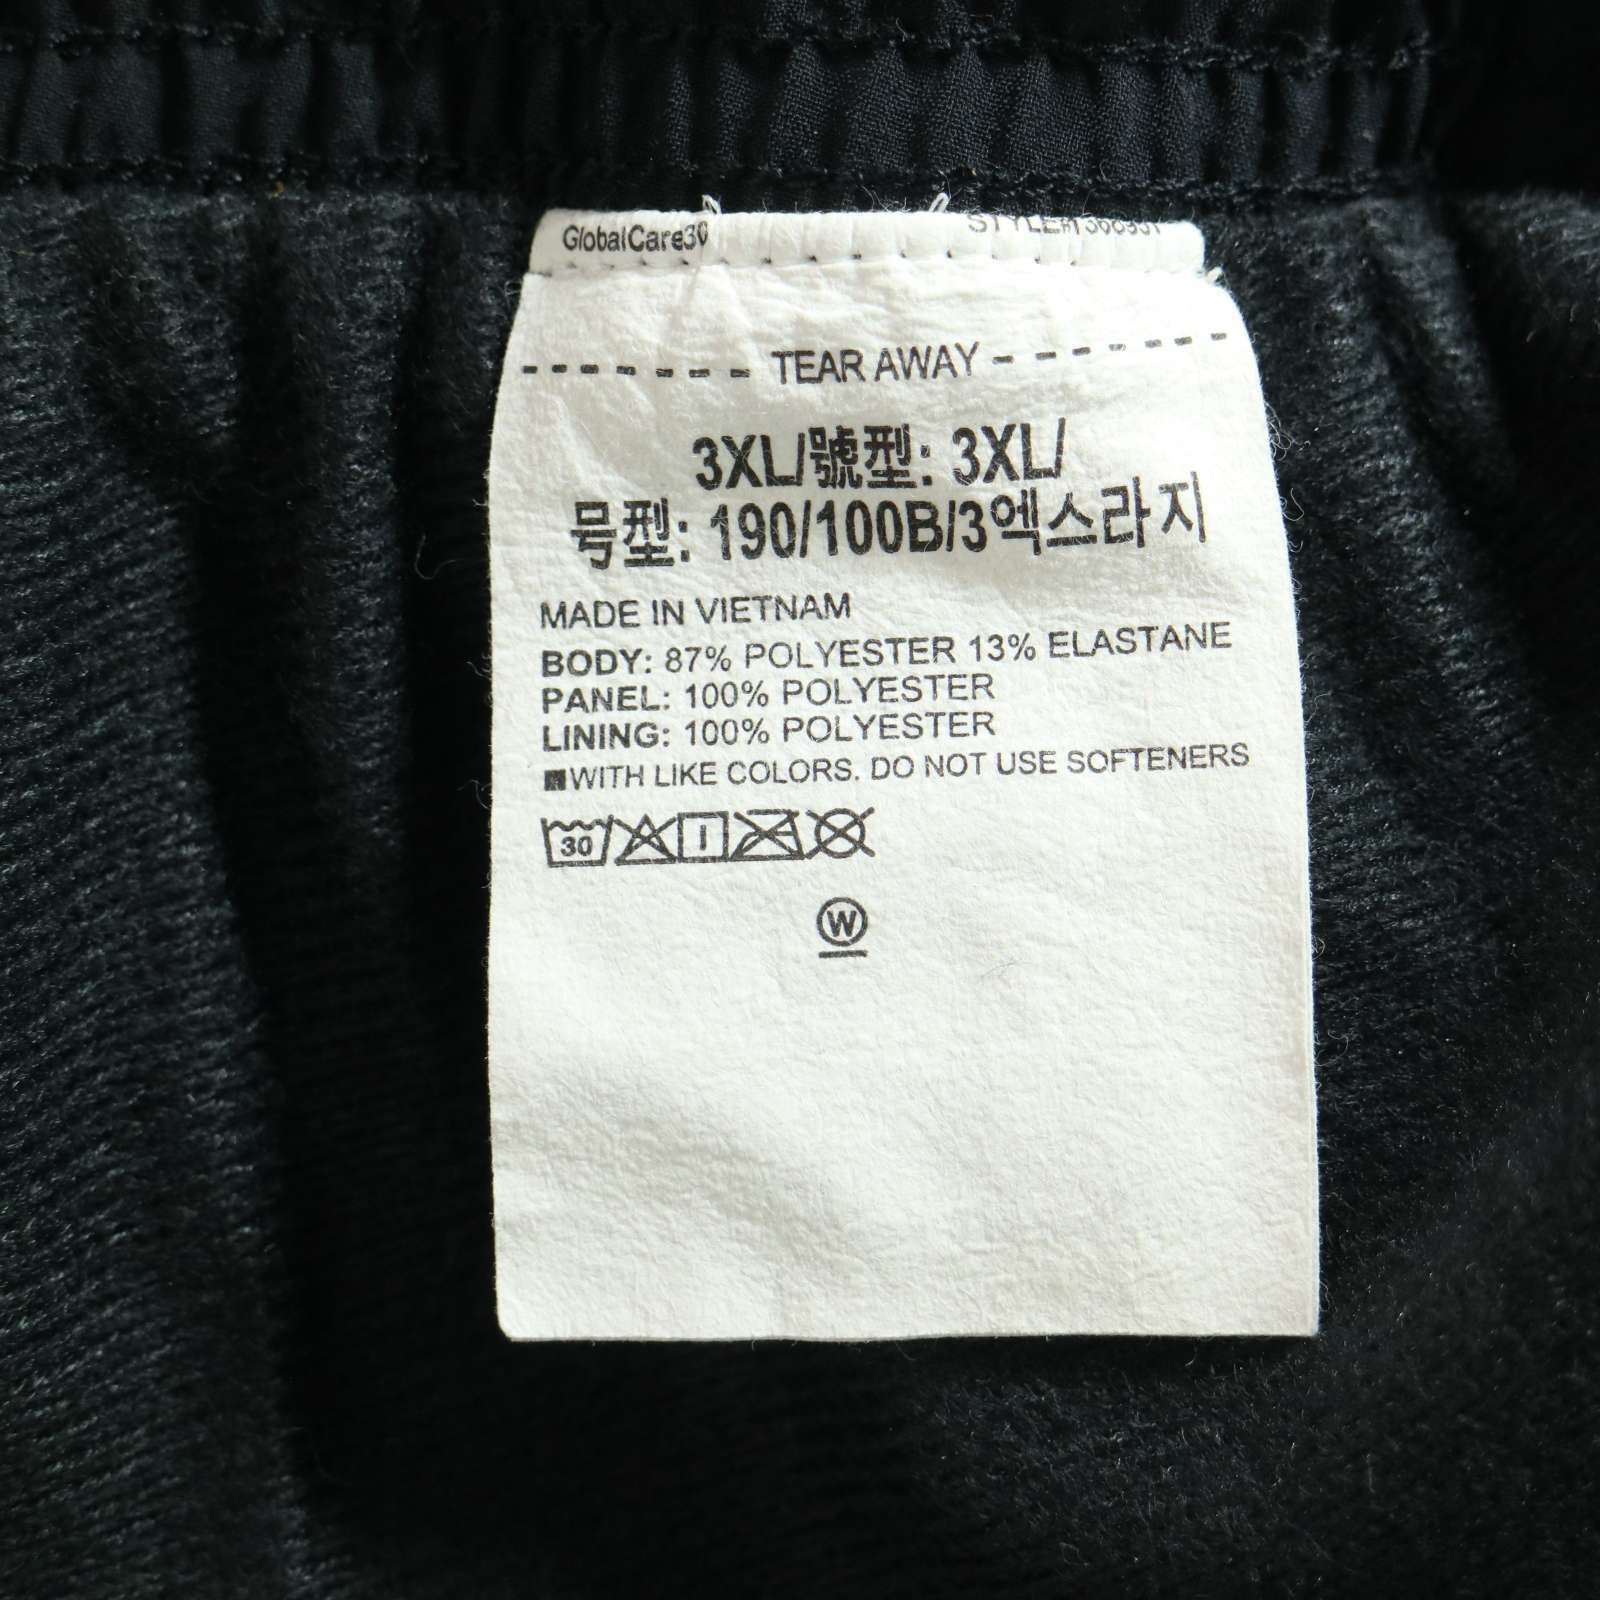 GlobalCare30
TEAR AWAY
3XL/號型: 3XL/
号型: 190/100B/3엑스라지
MADE IN VIETNAM
BODY: 87% POLYESTER 13% ELASTANE
PANEL: 100% POLYESTER
LINING: 100% POLYESTER
WITH LIKE COLORS. DO NOT USE SOFTENERS
30
W